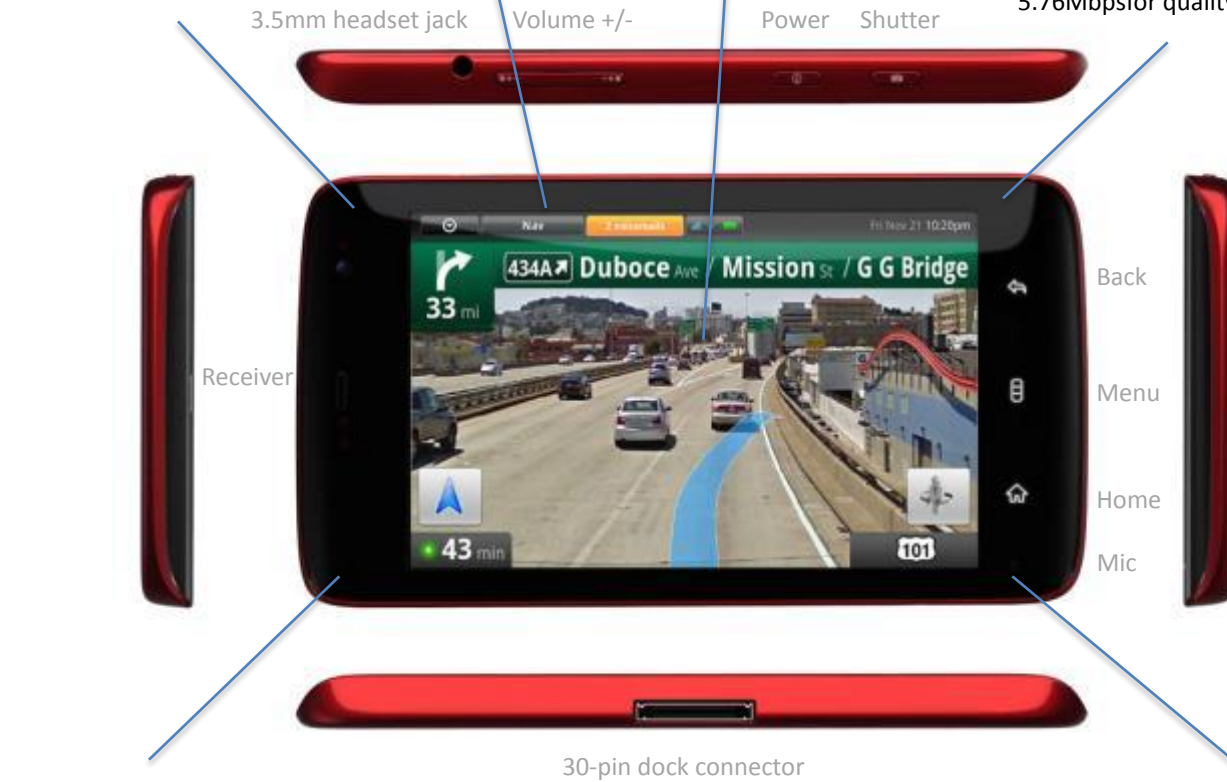 5.76Mbpsfor quality
3.5mm headset jack Volume +/- Power Shutter
Nav Fri Nov 21 10:20pm
434A Duboce Ave / Mission St / G G Bridge
33 mi
Back
Receiver
Menu
Home
43 min
101
Mic
30-pin dock connector